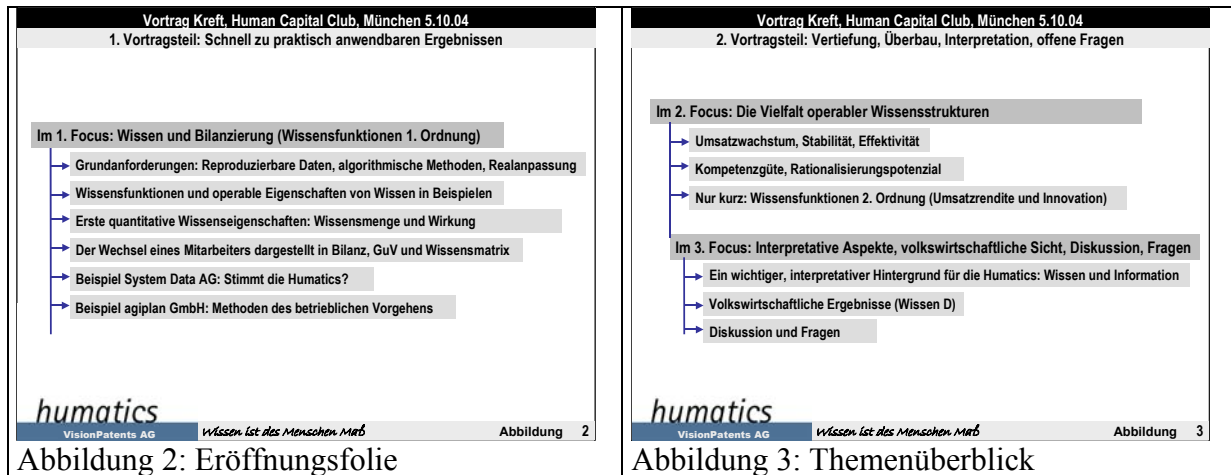 Vortrag Kreft, Human Capital Club, München 5.10.04
1. Vortragsteil: Schnell zu praktisch anwendbaren Ergebnissen
Im 1. Focus: Wissen und Bilanzierung (Wissensfunktionen 1. Ordnung)
Grundanforderungen: Reproduzierbare Daten, algorithmische Methoden, Realanpassung
Wissensfunktionen und operable Eigenschaften von Wissen in Beispielen
Erste quantitative Wissenseigenschaften: Wissensmenge und Wirkung
Der Wechsel eines Mitarbeiters dargestellt in Bilanz, GuV und Wissensmatrix
Beispiel System Data AG: Stimmt die Humatics?
Beispiel agiplan GmbH: Methoden des betrieblichen Vorgehens
humatics
VisionPatents AG Wissen ist des Menschen Maß Abbildung 2
Abbildung 2: Eröffnungsfolie
Vortrag Kreft, Human Capital Club, München 5.10.04
2. Vortragsteil: Vertiefung, Überbau, Interpretation, offene Fragen
Im 2. Focus: Die Vielfalt operabler Wissensstrukturen
Umsatzwachstum, Stabilität, Effektivität
Kompetenzgüte, Rationalisierungspotenzial
Nur kurz: Wissensfunktionen 2. Ordnung (Umsatzrendite und Innovation)
Im 3. Focus: Interpretative Aspekte, volkswirtschaftliche Sicht, Diskussion, Fragen
Ein wichtiger, interpretativer Hintergrund für die Humatics: Wissen und Information
Volkswirtschaftliche Ergebnisse (Wissen D)
Diskussion und Fragen
humatics
VisionPatents AG Wissen ist des Menschen Maß Abbildung 3
Abbildung 3: Themenüberblick